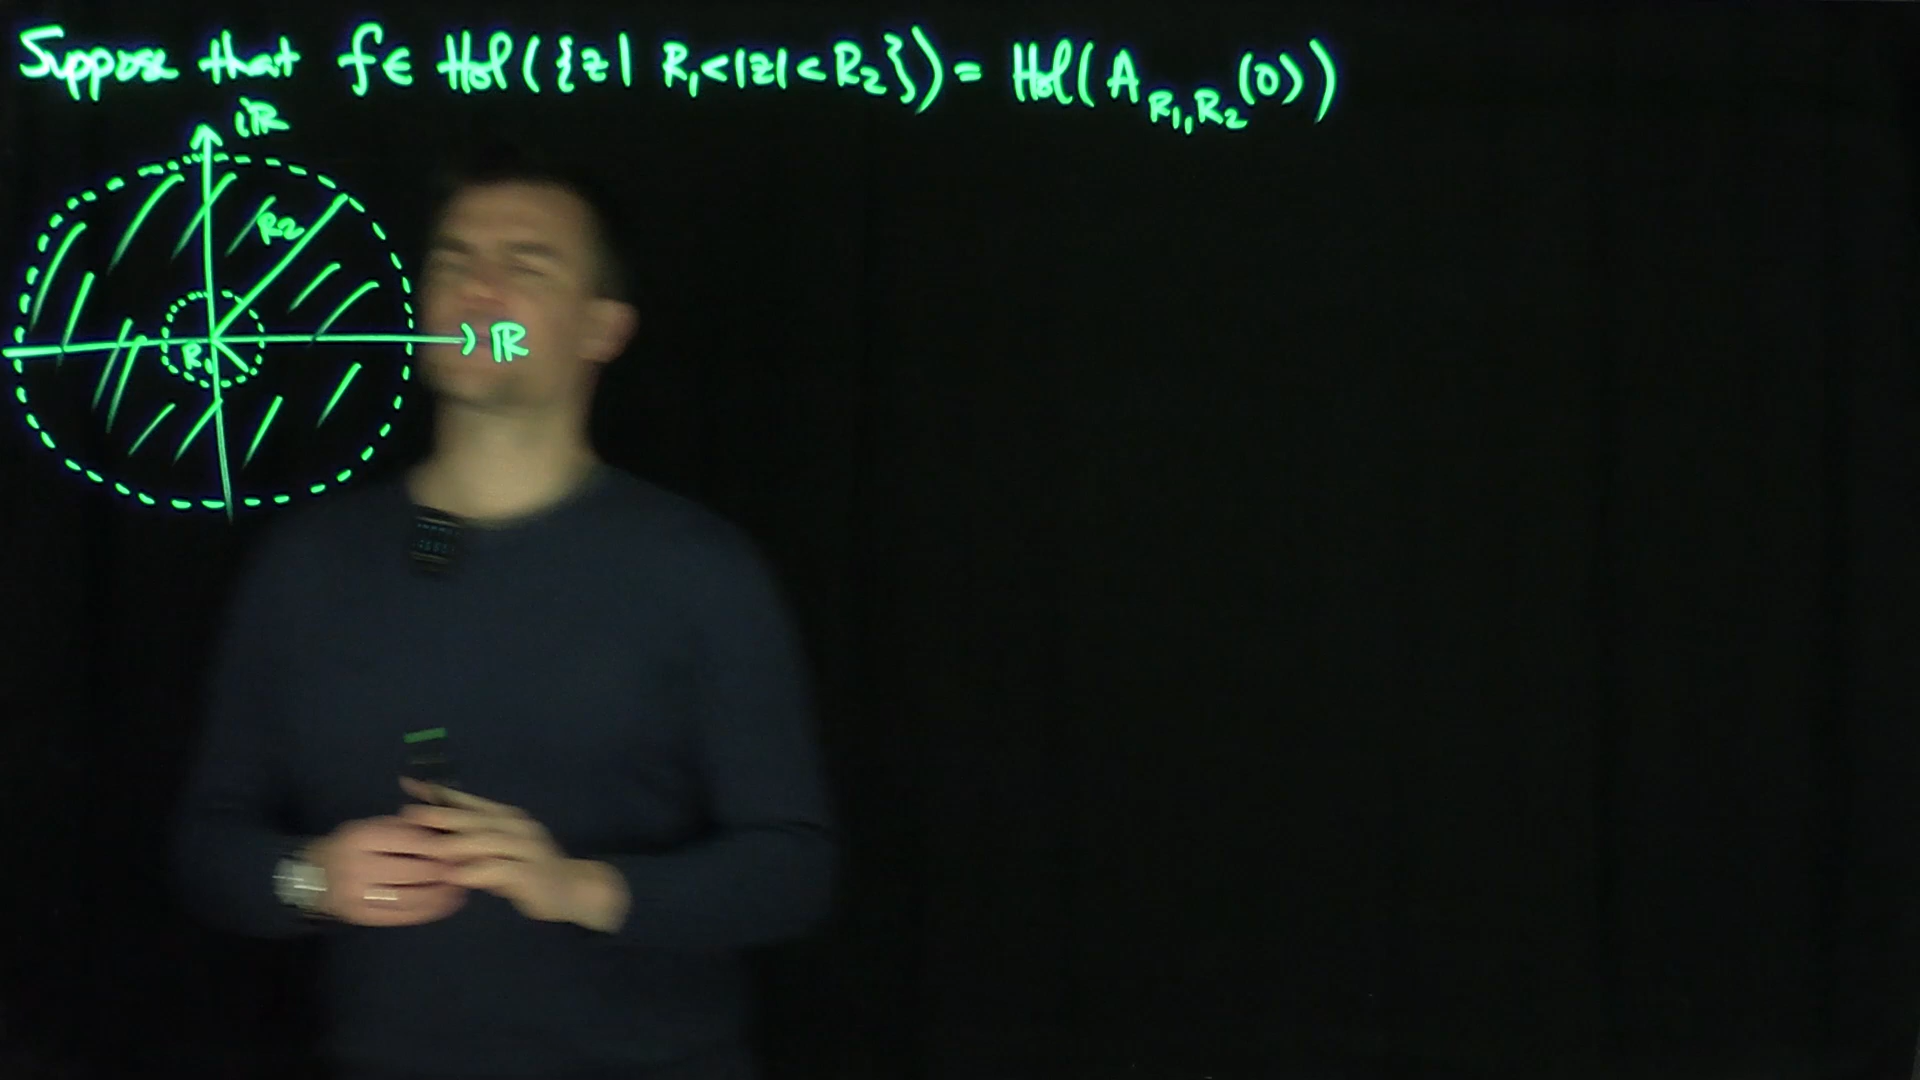 Suppose that f ∈ Hol({z| R₁<|z|<R₂}) = Hol(A_{R₁,R₂}(0))
iℝ
R2
ℝ
R₁